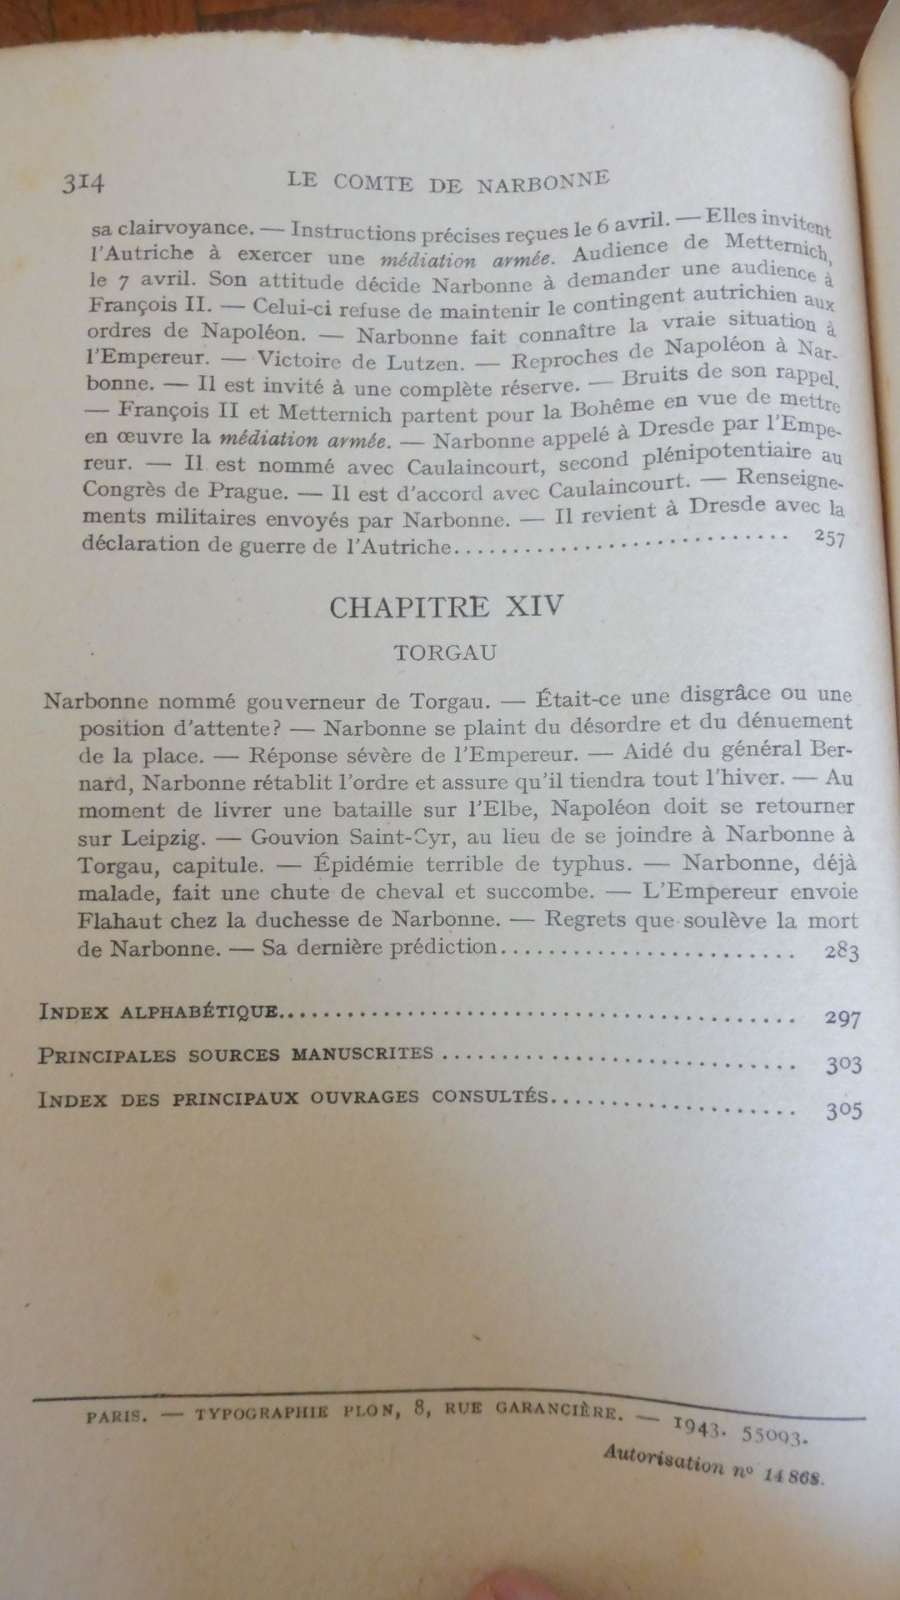 314 LE COMTE DE NARBONNE
sa clairvoyance. — Instructions précises reçues le 6 avril. — Elles invitent
l'Autriche à exercer une médiation armée. Audience de Metternich,
le 7 avril. Son attitude décide Narbonne à demander une audience à
François II. — Celui-ci refuse de maintenir le contingent autrichien aux
ordres de Napoléon. — Narbonne fait connaître la vraie situation à
l'Empereur. — Victoire de Lutzen. — Reproches de Napoléon à Nar-
bonne. — Il est invité à une complète réserve. — Bruits de son rappel.
— François II et Metternich partent pour la Bohême en vue de mettre
en œuvre la médiation armée. — Narbonne appelé à Dresde par l'Empe-
reur. — Il est nommé avec Caulaincourt, second plénipotentiaire au
Congrès de Prague. — Il est d'accord avec Caulaincourt. — Renseigne-
ments militaires envoyés par Narbonne. — Il revient à Dresde avec la
déclaration de guerre de l'Autriche........................... 257
CHAPITRE XIV
TORGAU
Narbonne nommé gouverneur de Torgau. — Était-ce une disgrâce ou une
position d'attente? — Narbonne se plaint du désordre et du dénuement
de la place. — Réponse sévère de l'Empereur. — Aidé du général Ber-
nard, Narbonne rétablit l'ordre et assure qu'il tiendra tout l'hiver. — Au
moment de livrer une bataille sur l'Elbe, Napoléon doit se retourner
sur Leipzig. — Gouvion Saint-Cyr, au lieu de se joindre à Narbonne à
Torgau, capitule. — Épidémie terrible de typhus. — Narbonne, déjà
malade, fait une chute de cheval et succombe. — L'Empereur envoie
Flahaut chez la duchesse de Narbonne. — Regrets que soulève la mort
de Narbonne. — Sa dernière prédiction........................ 283
INDEX ALPHABÉTIQUE.......................................... 297
PRINCIPALES SOURCES MANUSCRITES ............................ 303
INDEX DES PRINCIPAUX OUVRAGES CONSULTÉS..................... 305
PARIS. — TYPOGRAPHIE PLON, 8, RUE GARANCIÈRE. — 1943. 55093.
Autorisation nº 14868.